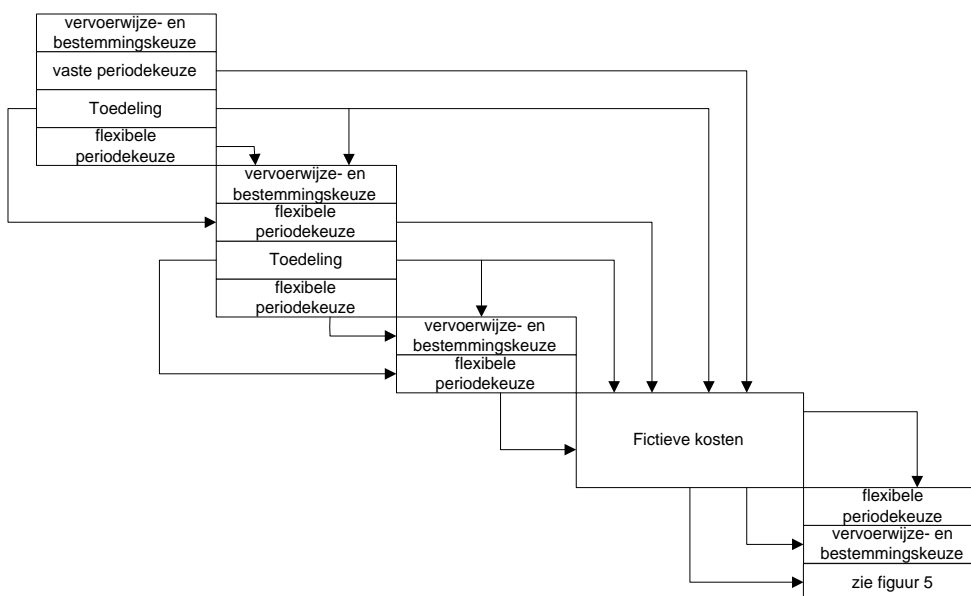 vervoerwijze- en
bestemmingskeuze
vaste periodekeuze
Toedeling
flexibele
periodekeuze
vervoerwijze- en
bestemmingskeuze
flexibele
periodekeuze
Toedeling
flexibele
periodekeuze
vervoerwijze- en
bestemmingskeuze
flexibele
periodekeuze
Fictieve kosten
flexibele
periodekeuze
vervoerwijze- en
bestemmingskeuze
zie figuur 5